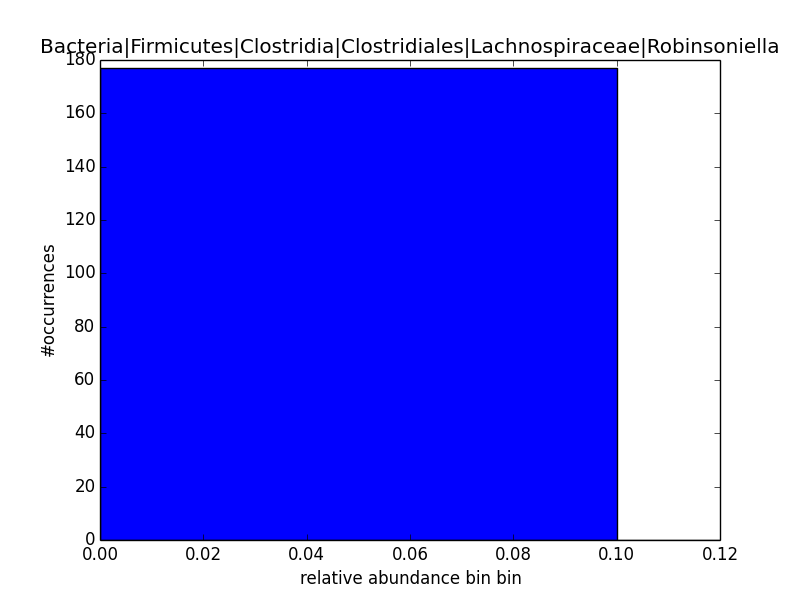 Bacteria|Firmicutes|Clostridia|Clostridiales|Lachnospiraceae|Robinsoniella
180
160
140
120
100
80
60
40
20
0
#occurrences
0.00 0.02 0.04 0.06 0.08 0.10 0.12
relative abundance bin bin